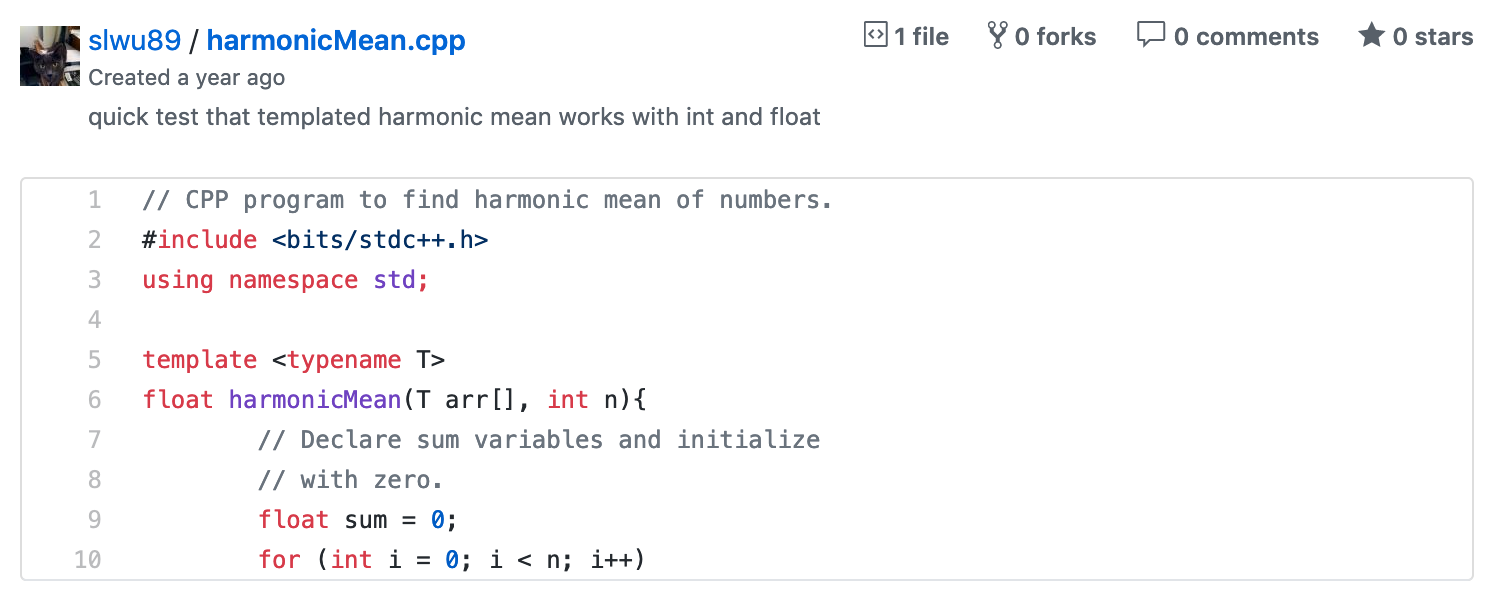 slwu89 / harmonicMean.cpp
1 file
0 forks
0 comments
0 stars
Created a year ago
quick test that templated harmonic mean works with int and float
1 // CPP program to find harmonic mean of numbers.
2 #include <bits/stdc++.h>
3 using namespace std;
4
5 template <typename T>
6 float harmonicMean(T arr[], int n){
7 // Declare sum variables and initialize
8 // with zero.
9 float sum = 0;
10 for (int i = 0; i < n; i++)